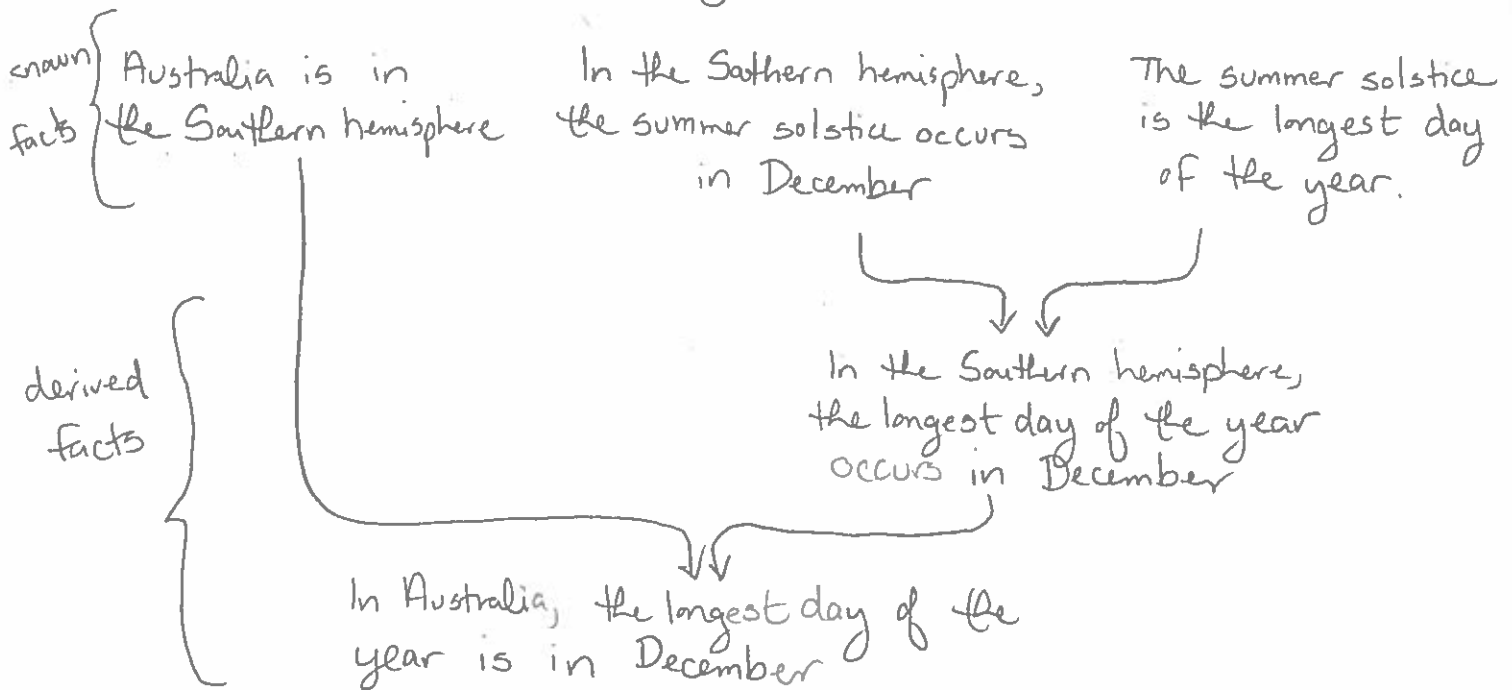 known
facts
Australia is in
the Southern hemisphere
In the Sothern hemisphere,
the summer solstice occurs
in December
The summer solstice
is the longest day
of the year.
derived
facts
In the Southern hemisphere,
the longest day of the year
occurs in December
In Australia, the longest day of the
year is in December